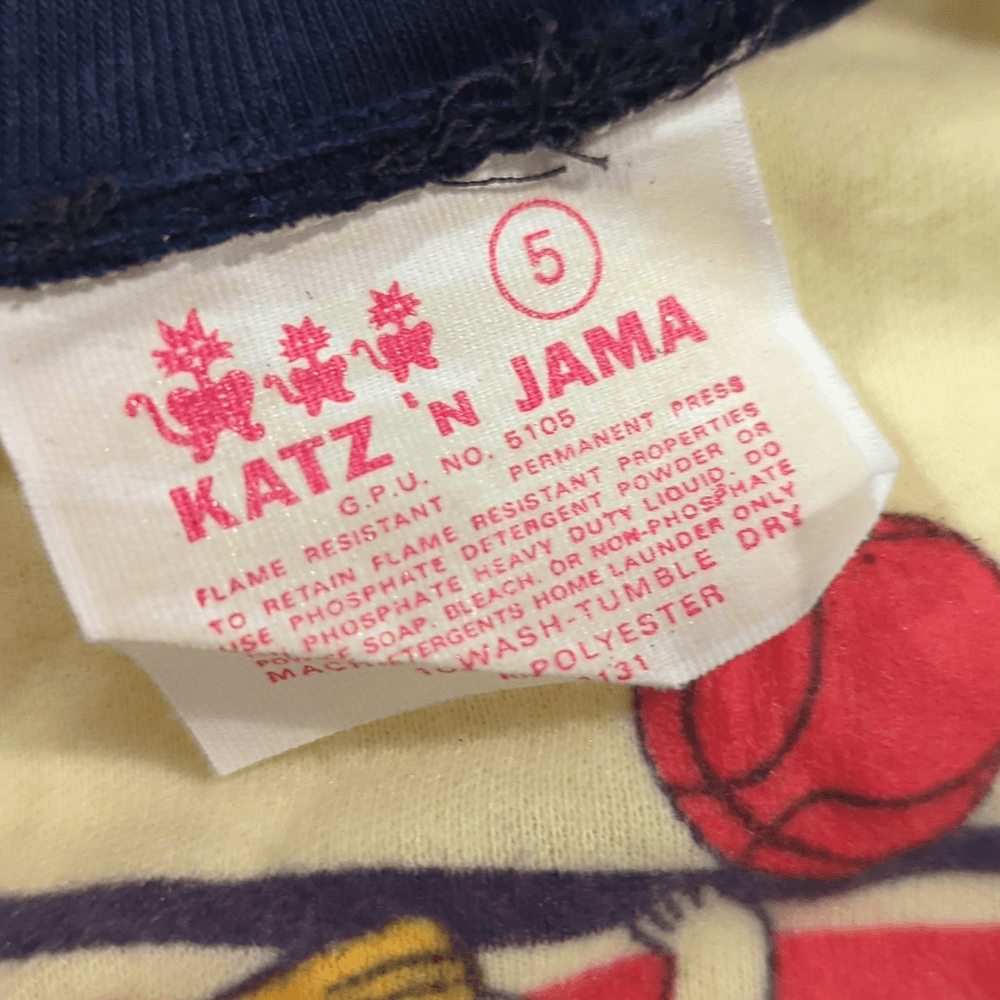 5
KATZ 'N JAMA
G.P.U. NO. 5105
FLAME RESISTANT PERMANENT PRESS
TO RETAIN FLAME RESISTANT PROPERTIES
USE PHOSPHATE DETERGENT POWDER OR
PHOSPHATE HEAVY DUTY LIQUID. DO
SOAP, BLEACH, OR NON-PHOSPHATE
HOME LAUNDER ONLY
WASH-TUMBLE DRY
POLYESTER
131